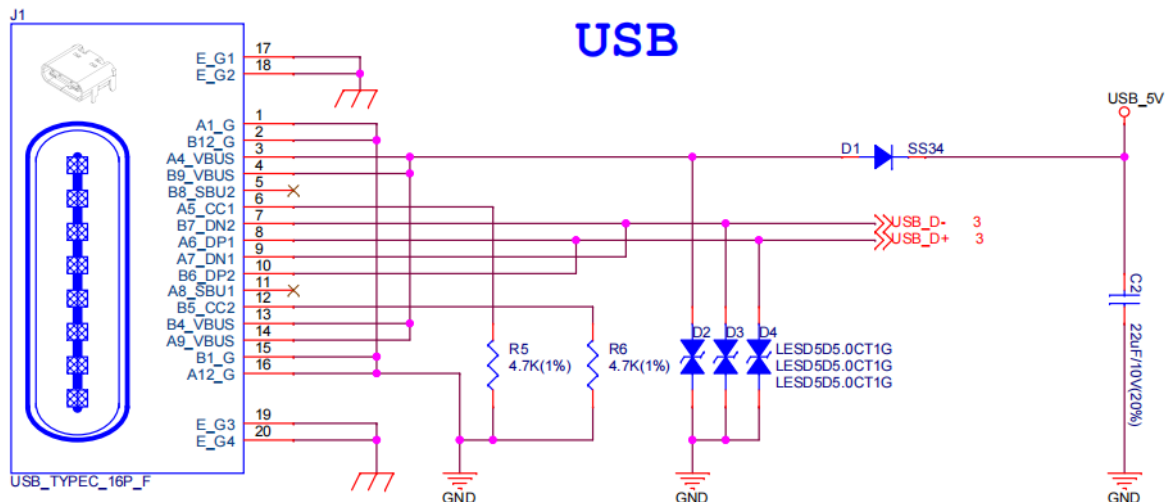 J1
USB
E_G1 17
E_G2 18
A1_G 1
B12_G 2
A4_VBUS 3
B9_VBUS 4
B8_SBU2 5
A5_CC1 6
B7_DN2 7
A6_DP1 8
A7_DN1 9
B6_DP2 10
A8_SBU1 11
B5_CC2 12
B4_VBUS 13
A9_VBUS 14
B1_G 15
A12_G 16
E_G3 19
E_G4 20
USB_TYPEC_16P_F
R5
4.7K(1%)
R6
4.7K(1%)
D2 D3 D4
LESD5D5.0CT1G
LESD5D5.0CT1G
LESD5D5.0CT1G
D1 SS34
USB_5V
USB_D- 3
USB_D+ 3
C2
22uF/10V(20%)
GND
GND
GND